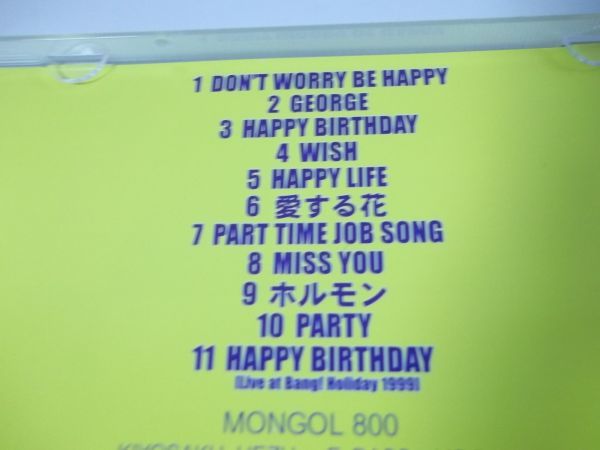 1 DON'T WORRY BE HAPPY
2 GEORGE
3 HAPPY BIRTHDAY
4 WISH
5 HAPPY LIFE
6 愛する花
7 PART TIME JOB SONG
8 MISS YOU
9 ホルモン
10 PARTY
11 HAPPY BIRTHDAY
[Live at Bang! Holiday 1999]
MONGOL 800